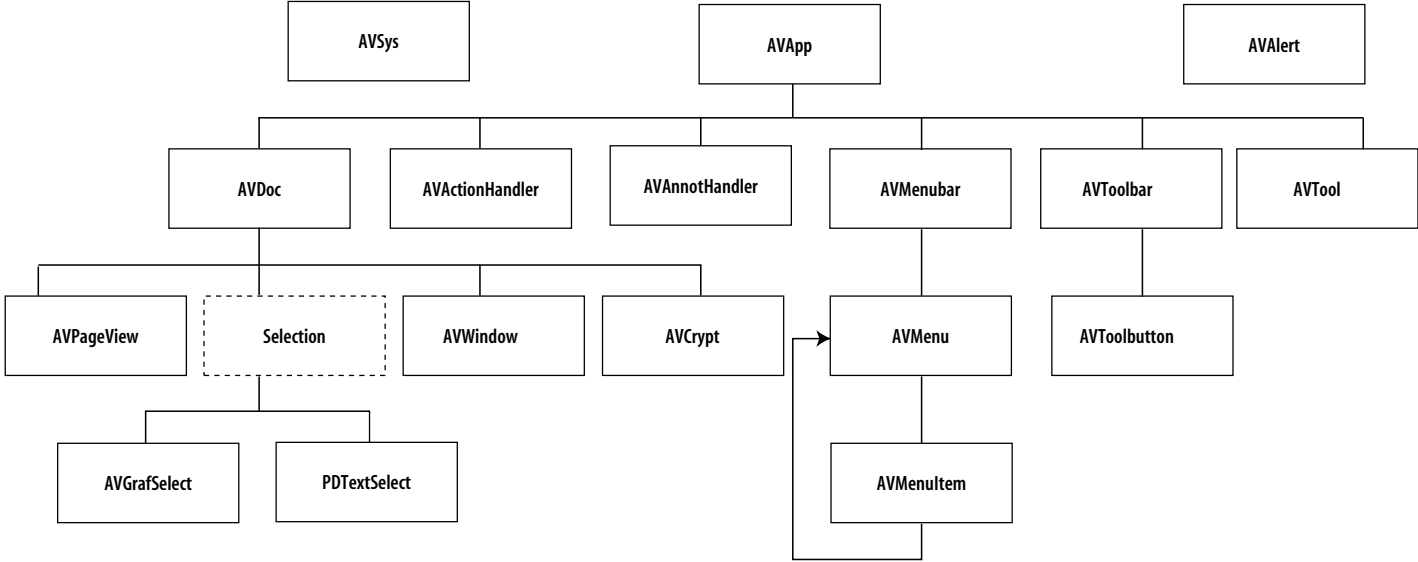 AVSys
AVApp
AVAlert
AVDoc
AVActionHandler
AVAnnotHandler
AVMenubar
AVToolbar
AVTool
AVPageView
Selection
AVWindow
AVCrypt
AVMenu
AVToolbutton
AVGrafSelect
PDTextSelect
AVMenuItem